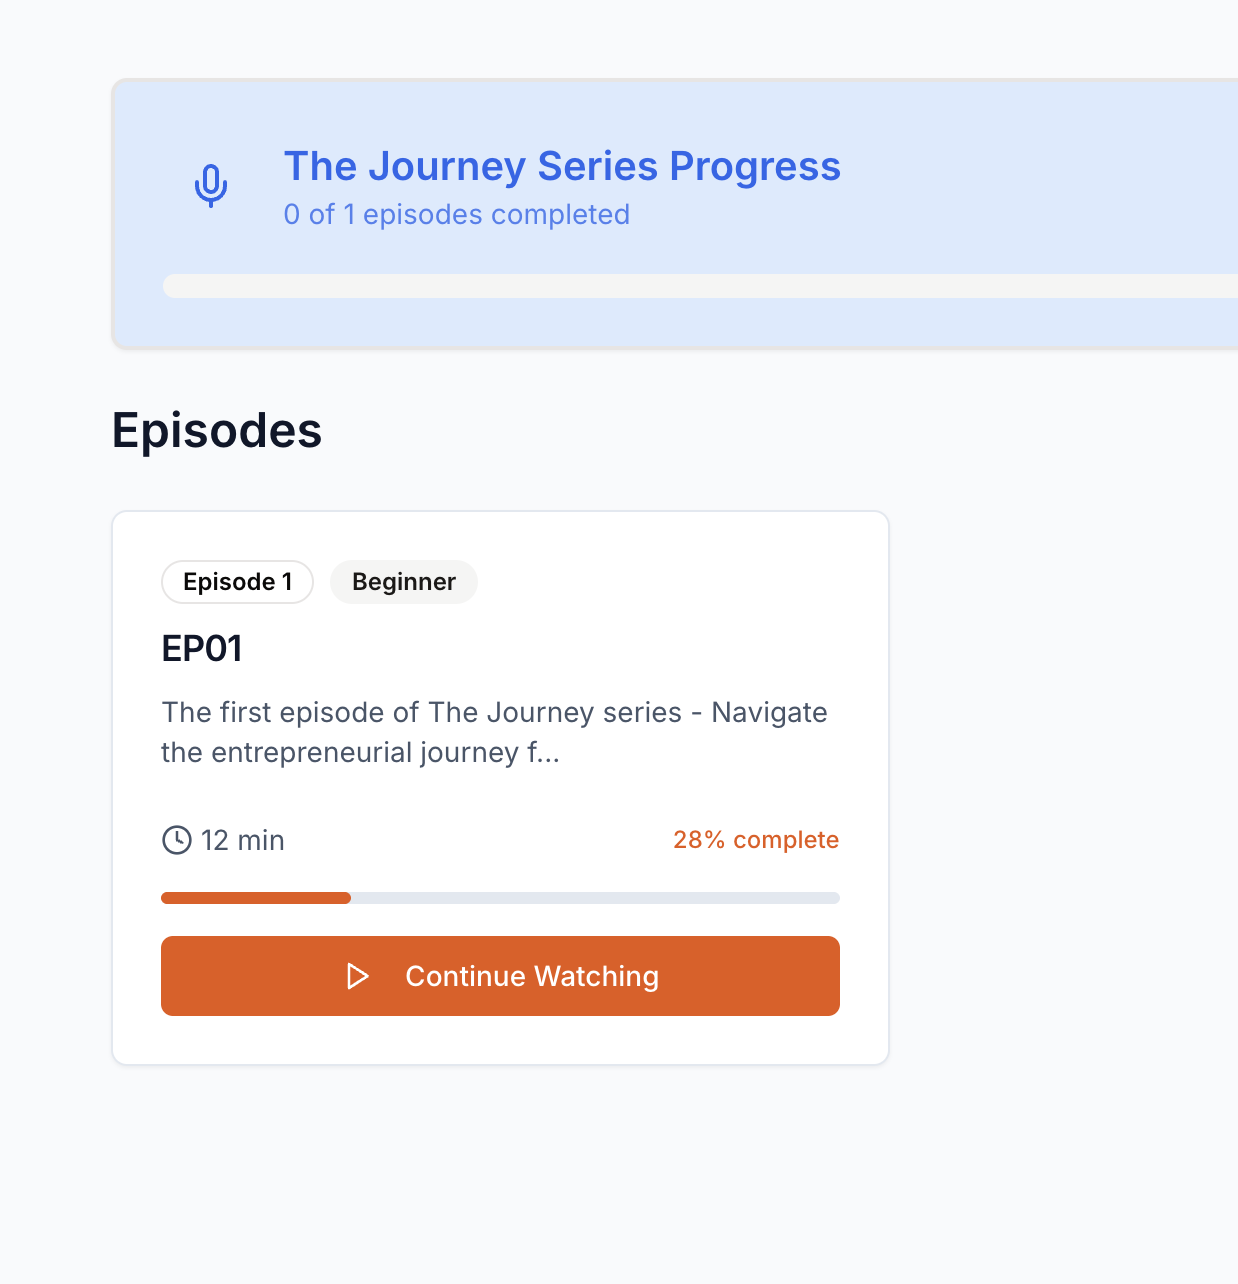 The Journey Series Progress
0 of 1 episodes completed
Episodes
Episode 1 Beginner
EP01
The first episode of The Journey series - Navigate
the entrepreneurial journey f...
12 min 28% complete
Continue Watching